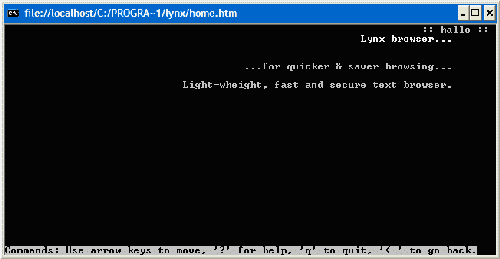 file://localhost/C:/PROGRA~1/lynx/home.htm
:: hallo ::
Lynx browser...
...for quicker & saver browsing...
Light-wheight, fast and secure text browser.
Commands: Use arrow keys to move, '?' for help, 'q' to quit, '<-' to go back.